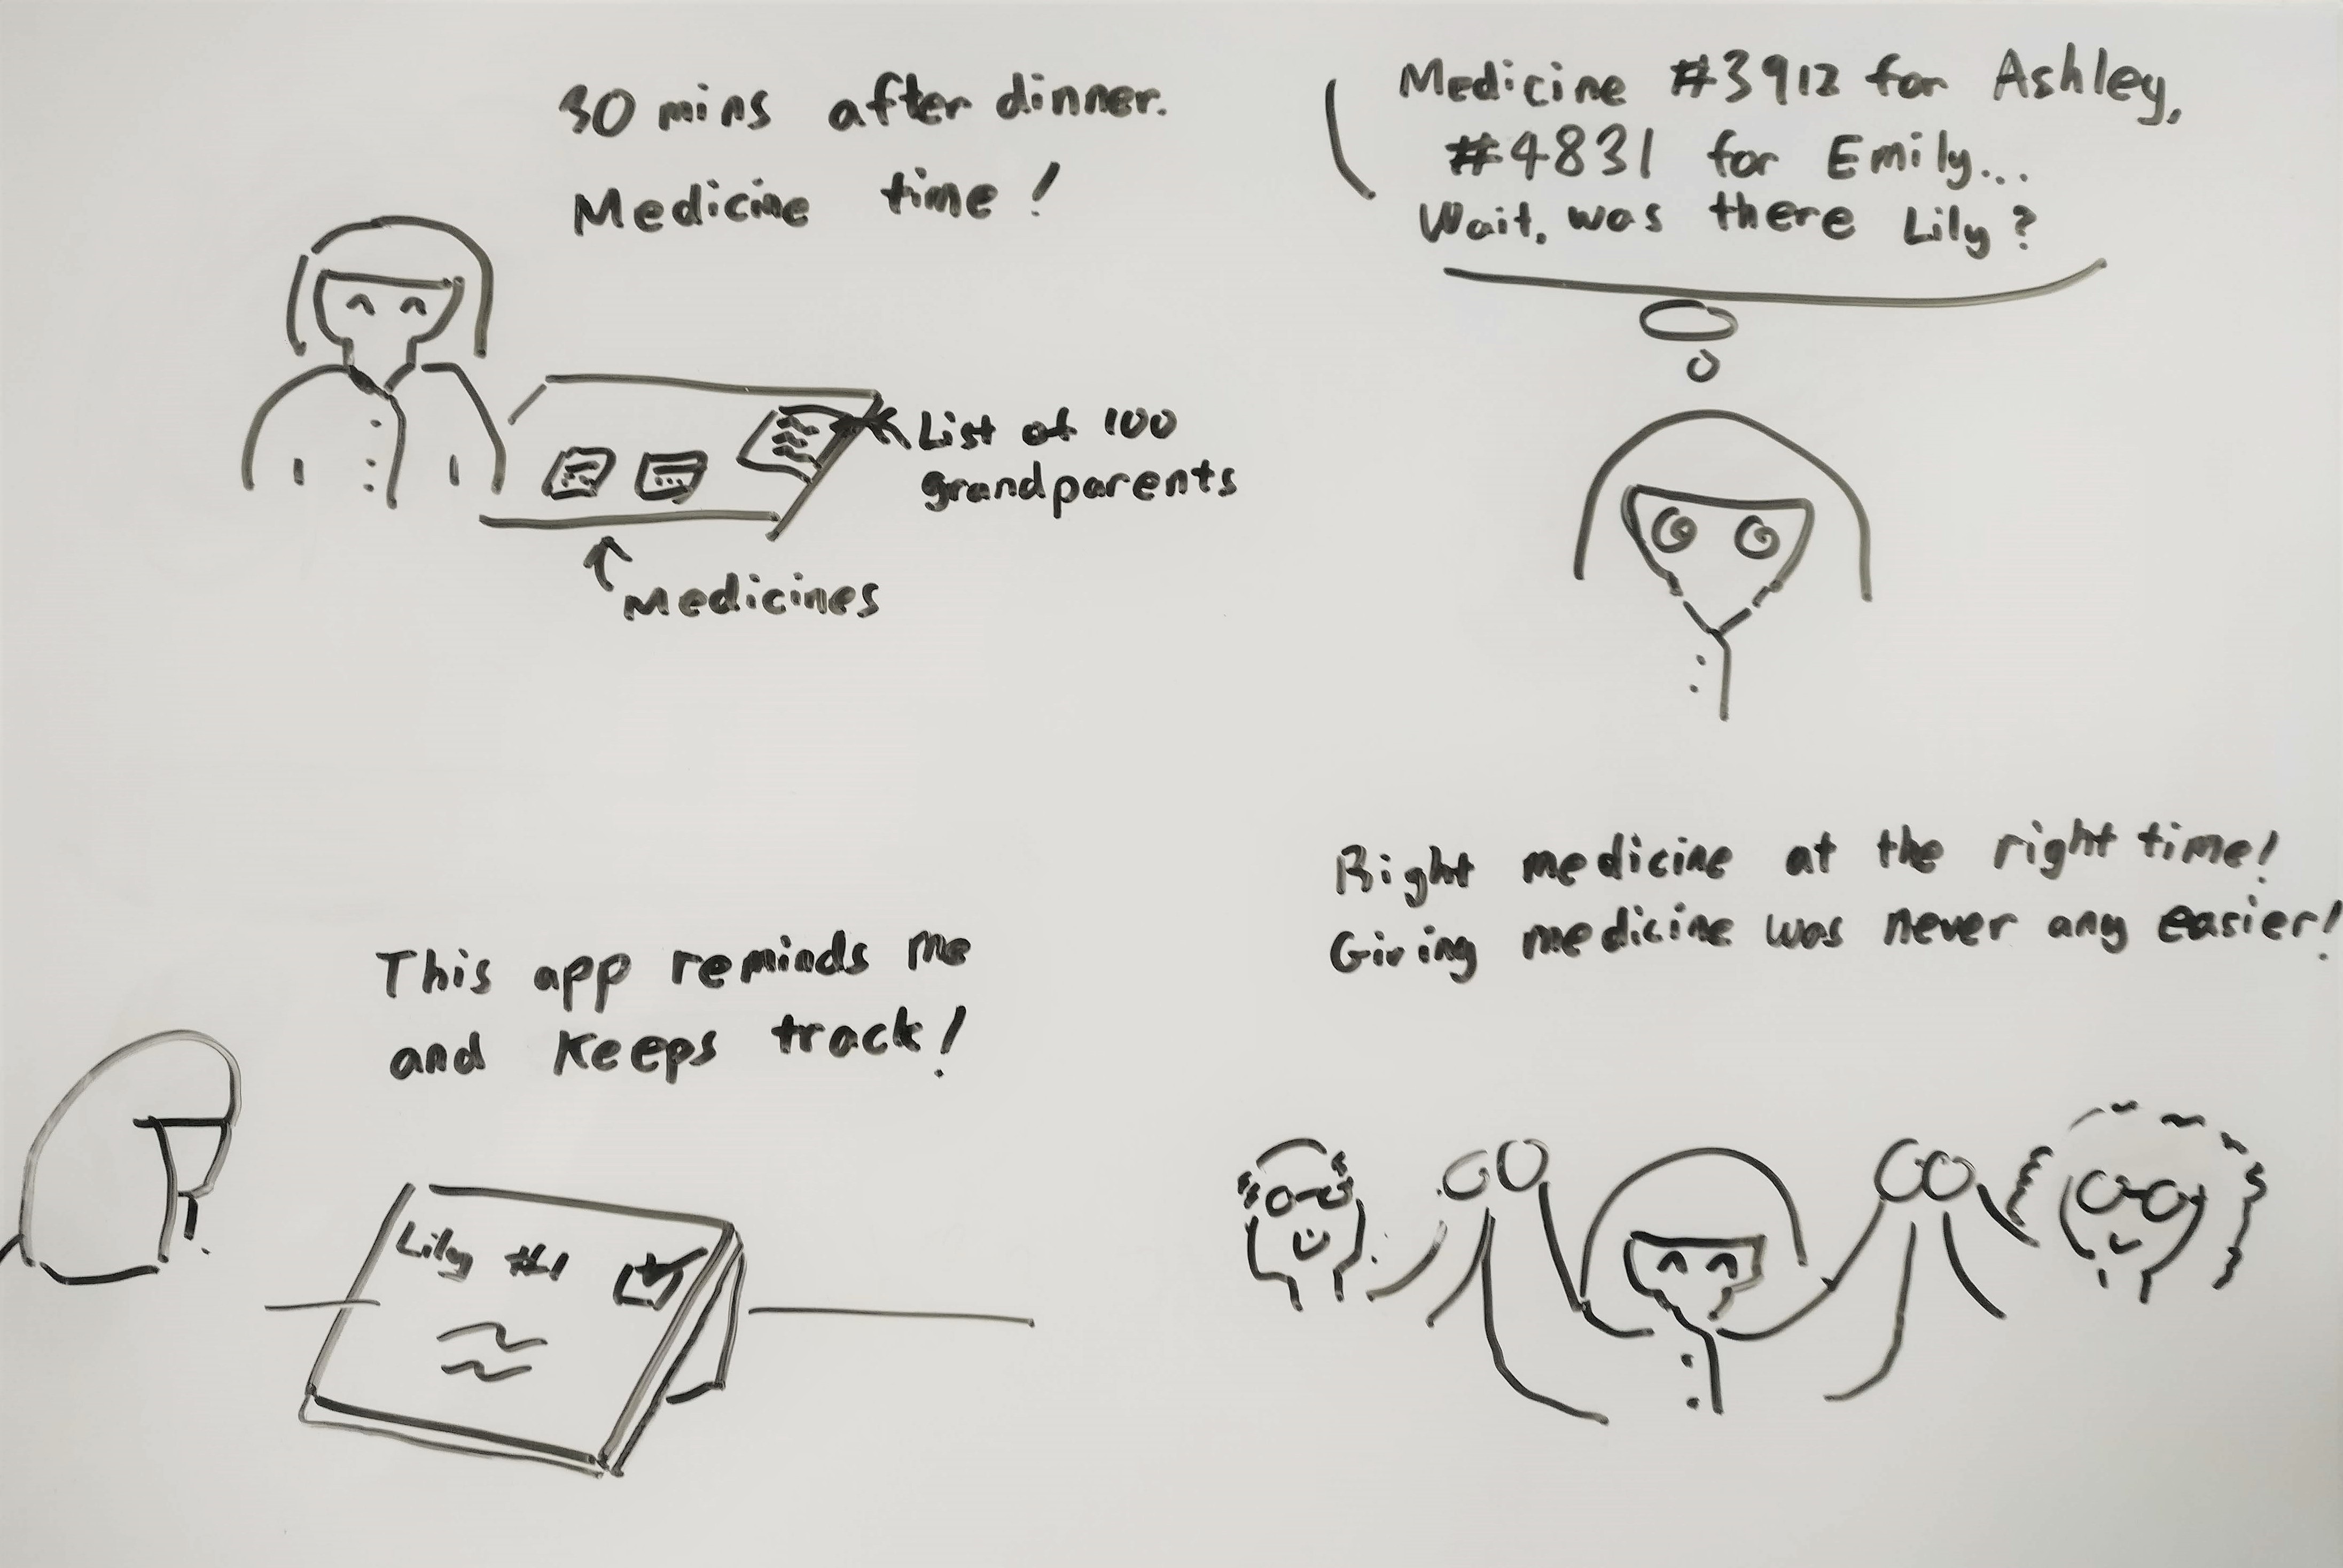 30 mins after dinner.
Medicine time!
List of 100
grandparents
Medicines
Medicine #3912 for Ashley,
#4831 for Emily...
Wait, was there Lily?
This app reminds me
and keeps track!
Lily #1
Right medicine at the right time!
Giving medicine was never any easier!